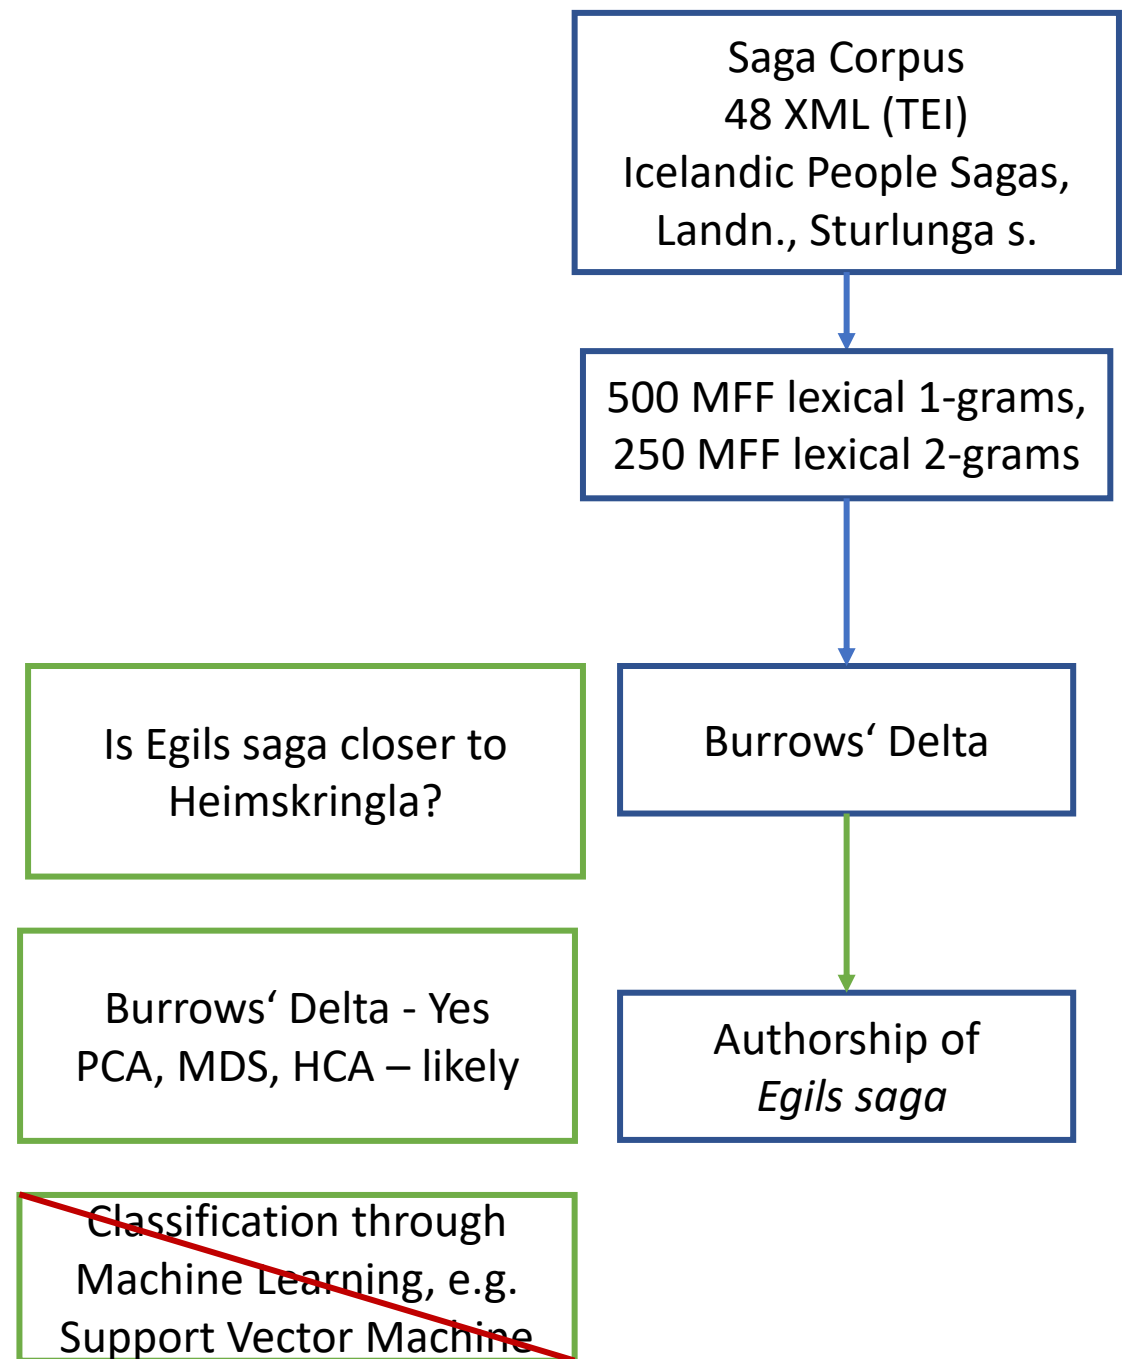 Saga Corpus
48 XML (TEI)
Icelandic People Sagas,
Landn., Sturlunga s.
500 MFF lexical 1-grams,
250 MFF lexical 2-grams
Is Egils saga closer to
Heimskringla?
Burrows‘ Delta
Burrows‘ Delta - Yes
PCA, MDS, HCA – likely
Authorship of
Egils saga
Classification through
Machine Learning, e.g.
Support Vector Machine